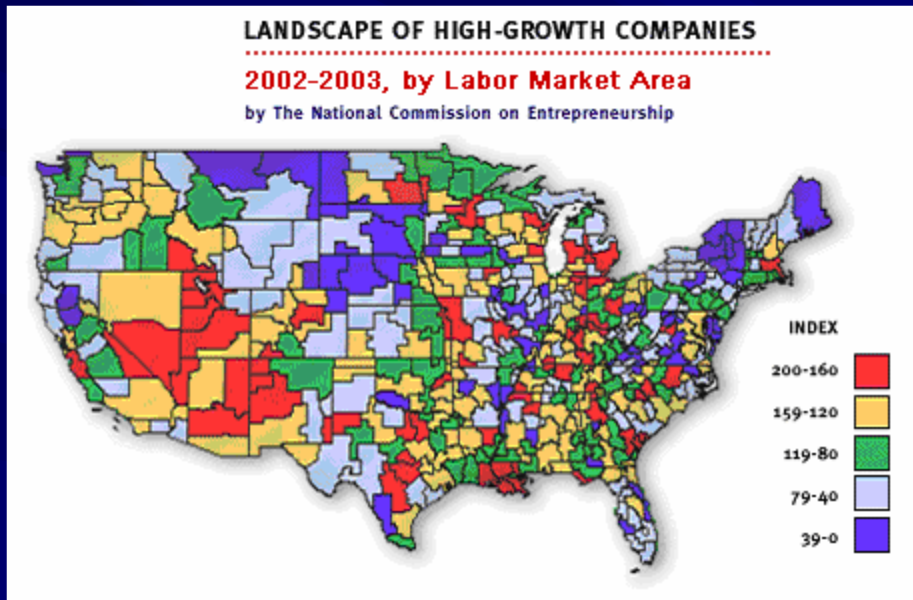 LANDSCAPE OF HIGH-GROWTH COMPANIES
2002-2003, by Labor Market Area
by The National Commission on Entrepreneurship
INDEX
200-160
159-120
119-80
79-40
39-0